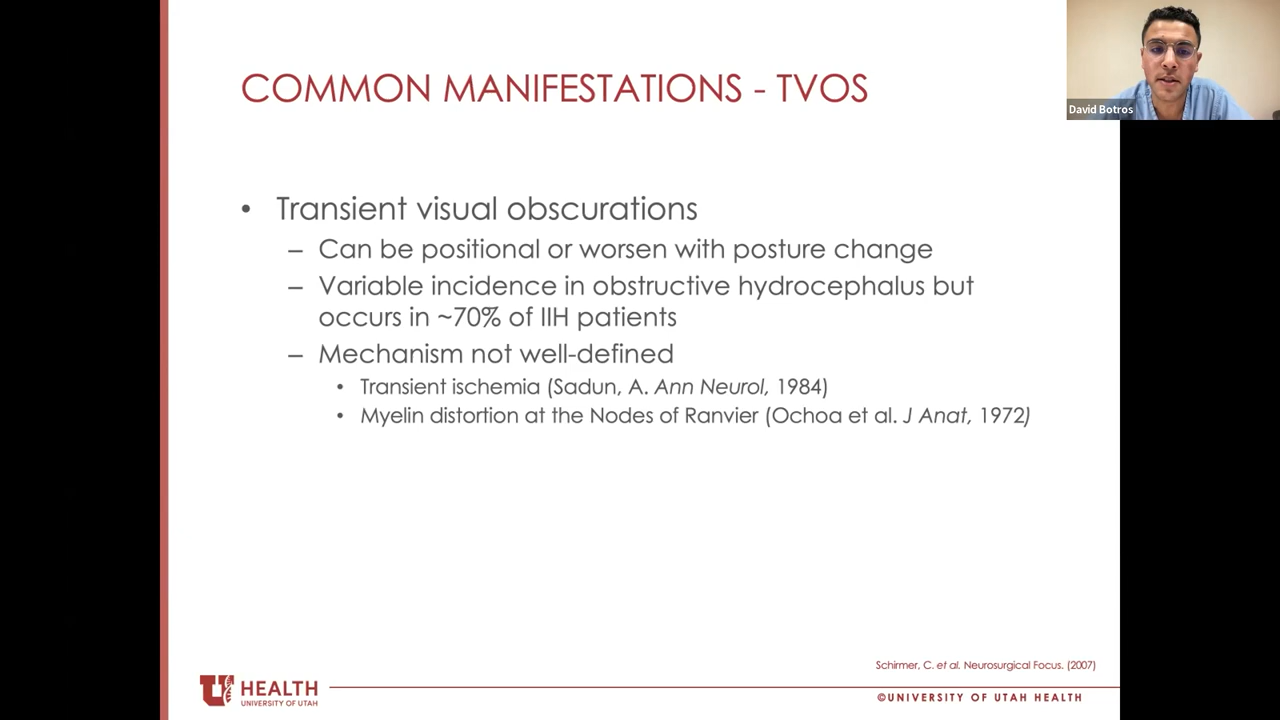 COMMON MANIFESTATIONS - TVOS
David Botros
• Transient visual obscurations
– Can be positional or worsen with posture change
– Variable incidence in obstructive hydrocephalus but
occurs in ~70% of IIH patients
– Mechanism not well-defined
• Transient ischemia (Sadun, A. Ann Neurol, 1984)
• Myelin distortion at the Nodes of Ranvier (Ochoa et al. J Anat, 1972)
Schirmer, C. et al. Neurosurgical Focus. (2007)
U HEALTH
UNIVERSITY OF UTAH
©UNIVERSITY OF UTAH HEALTH